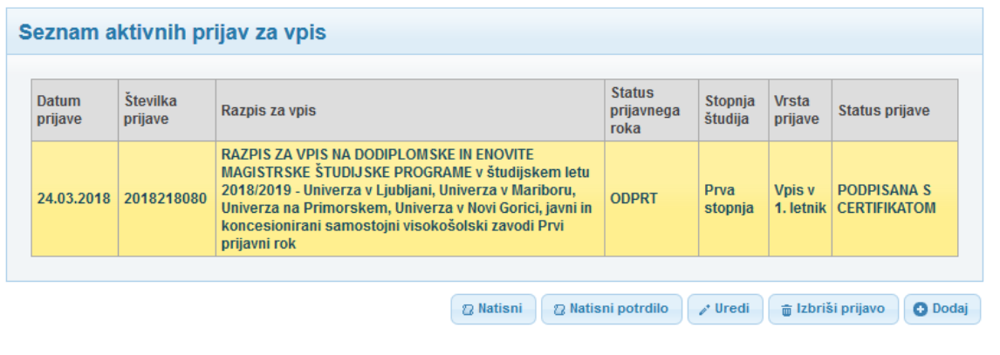 Seznam aktivnih prijav za vpis
Datum prijave Številka prijave Razpis za vpis Status prijavnega roka Stopnja študija Vrsta prijave Status prijave
24.03.2018 2018218080
RAZPIS ZA VPIS NA DODIPLOMSKE IN ENOVITE
MAGISTRSKE ŠTUDIJSKE PROGRAME v študijskem letu
2018/2019 - Univerza v Ljubljani, Univerza v Mariboru,
Univerza na Primorskem, Univerza v Novi Gorici, javni in
koncesionirani samostojni visokošolski zavodi Prvi
prijavni rok
ODPRT
Prva
stopnja
Vpis v
1. letnik
PODPISANA S
CERTIFIKATOM
Natisni Natisni potrdilo Uredi Izbriši prijavo Dodaj